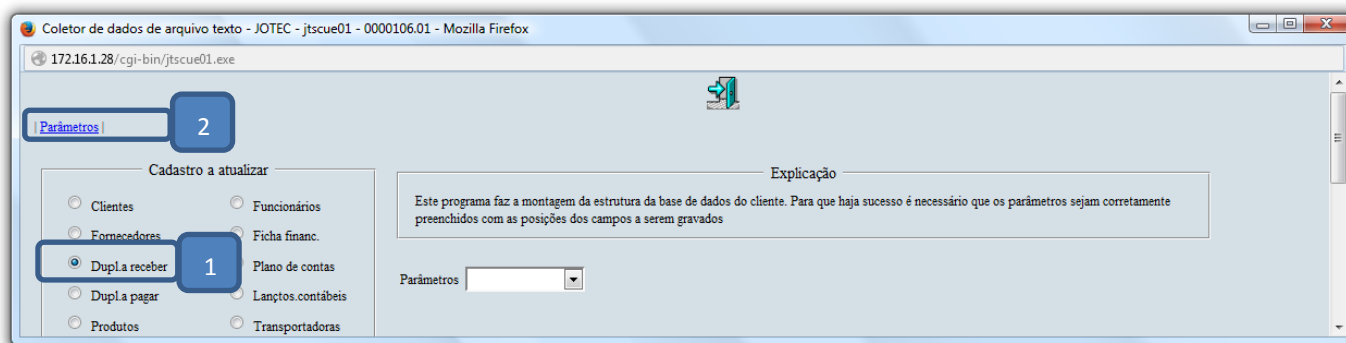 Coletor de dados de arquivo texto - JOTEC - jtscue01 - 0000106.01 - Mozilla Firefox
172.16.1.28/cgi-bin/jtscue01.exe
| Parâmetros |
2
Cadastro a atualizar
Clientes
Funcionários
Fornecedores
Ficha financ.
Dupl.a receber
1
Plano de contas
Dupl.a pagar
Lançtos.contábeis
Produtos
Transportadoras
Explicação
Este programa faz a montagem da estrutura da base de dados do cliente. Para que haja sucesso é necessário que os parâmetros sejam corretamente
preenchidos com as posições dos campos a serem gravados
Parâmetros